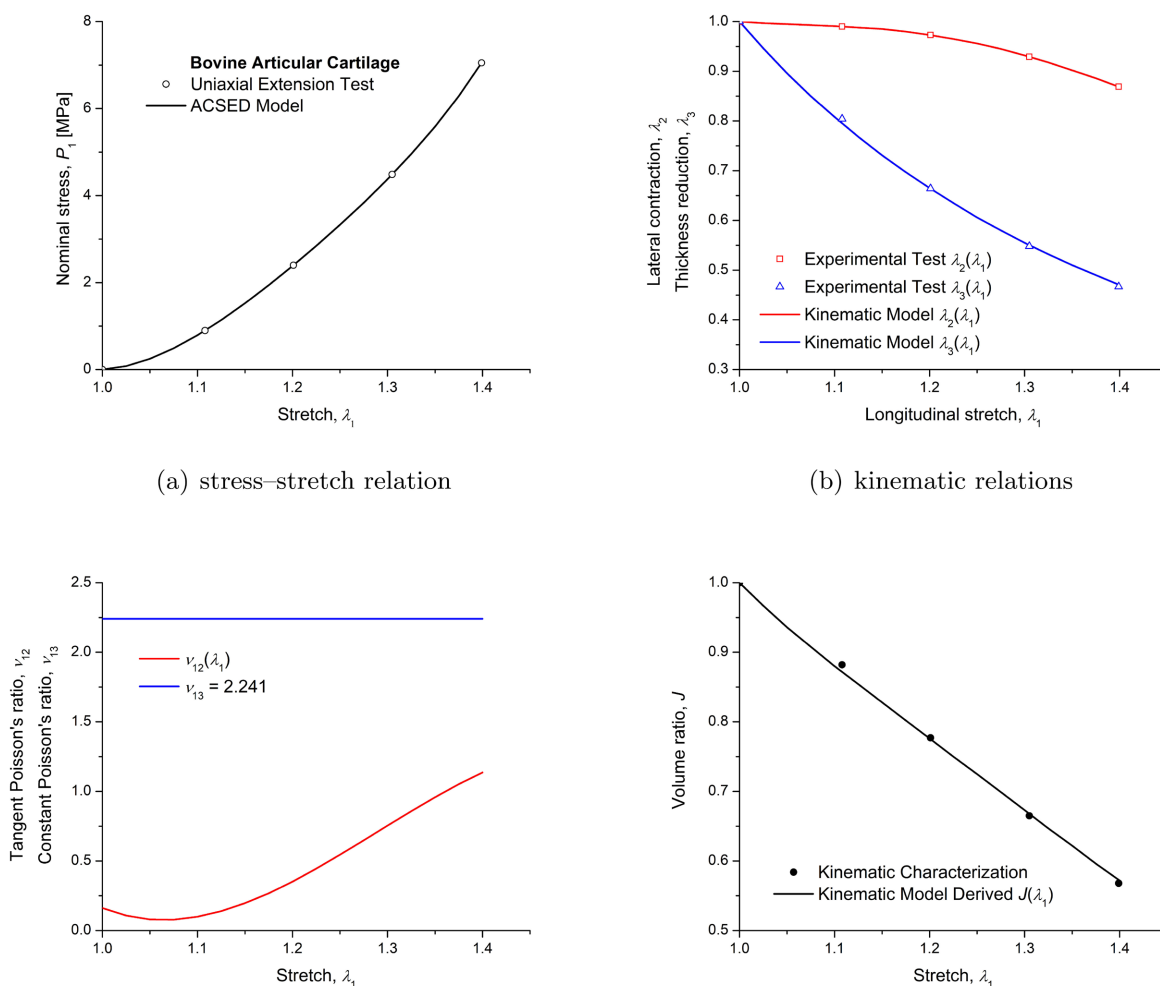 8
6
4
2
0
Nominal stress, P₁ [MPa]
Bovine Articular Cartilage
Uniaxial Extension Test
ACSED Model
1.0 1.1 1.2 1.3 1.4
Stretch, λ₁
(a) stress–stretch relation
1.0
0.9
0.8
0.7
0.6
0.5
0.4
0.3
Lateral contraction, λ₂
Thickness reduction, λ₃
Experimental Test λ₂(λ₁)
Experimental Test λ₃(λ₁)
Kinematic Model λ₂(λ₁)
Kinematic Model λ₃(λ₁)
1.0 1.1 1.2 1.3 1.4
Longitudinal stretch, λ₁
(b) kinematic relations
2.5
2.0
1.5
1.0
0.5
0.0
Tangent Poisson's ratio, ν₁₂
Constant Poisson's ratio, ν₁₃
ν₁₂(λ₁)
ν₁₃ = 2.241
1.0 1.1 1.2 1.3 1.4
Stretch, λ₁
1.0
0.9
0.8
0.7
0.6
0.5
Volume ratio, J
Kinematic Characterization
Kinematic Model Derived J(λ₁)
1.0 1.1 1.2 1.3 1.4
Stretch, λ₁